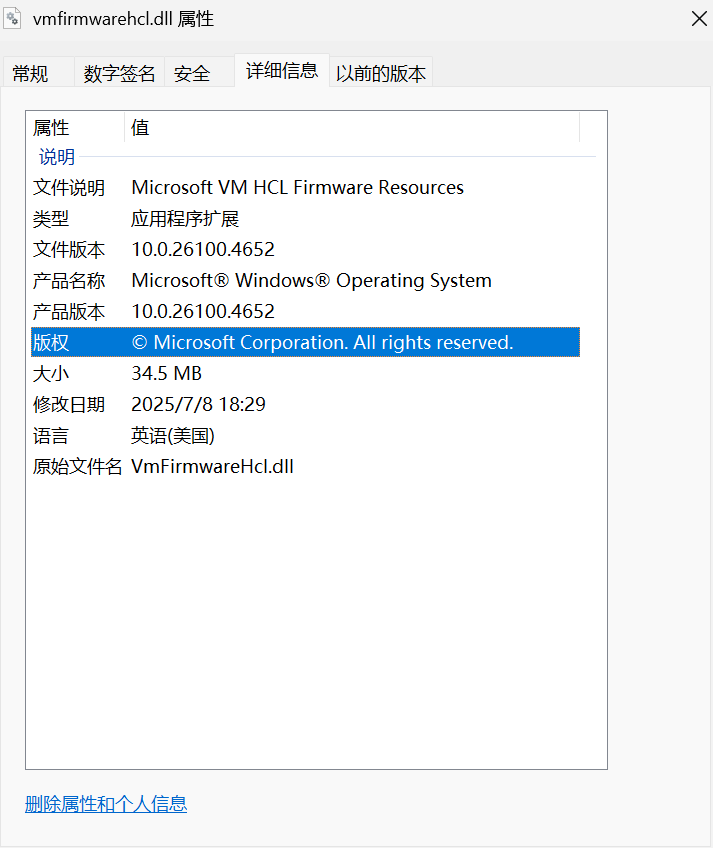 vmfirmwarehcl.dll 属性
常规 数字签名 安全 详细信息 以前的版本
属性 值
说明
文件说明 Microsoft VM HCL Firmware Resources
类型 应用程序扩展
文件版本 10.0.26100.4652
产品名称 Microsoft® Windows® Operating System
产品版本 10.0.26100.4652
版权 © Microsoft Corporation. All rights reserved.
大小 34.5 MB
修改日期 2025/7/8 18:29
语言 英语(美国)
原始文件名 VmFirmwareHcl.dll
删除属性和个人信息